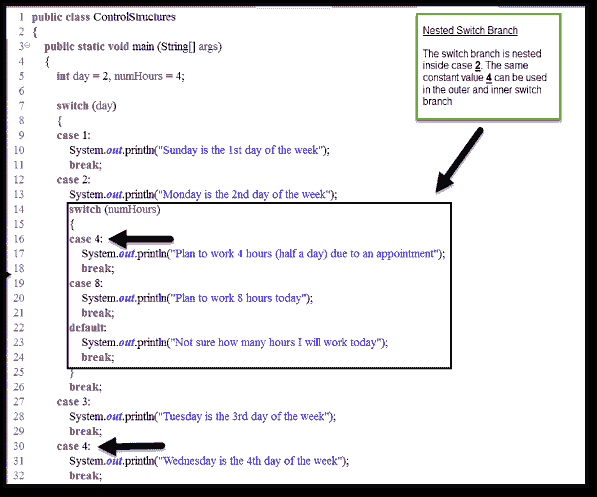 1 public class ControlStructures
2 {
3 public static void main (String[] args)
4 {
5 int day = 2, numHours = 4;
6
7 switch (day)
8 {
9 case 1:
10 System.out.println("Sunday is the 1st day of the week");
11 break;
12 case 2:
13 System.out.println("Monday is the 2nd day of the week");
14 switch (numHours)
15 {
16 case 4:
17 System.out.println("Plan to work 4 hours (half a day) due to an appointment");
18 break;
19 case 8:
20 System.out.println("Plan to work 8 hours today");
21 break;
22 default:
23 System.out.println("Not sure how many hours I will work today");
24 break;
25 }
26 break;
27 case 3:
28 System.out.println("Tuesday is the 3rd day of the week");
29 break;
30 case 4:
31 System.out.println("Wednesday is the 4th day of the week");
32 break;
Nested Switch Branch
The switch branch is nested
inside case 2. The same
constant value 4 can be used
in the outer and inner switch
branch